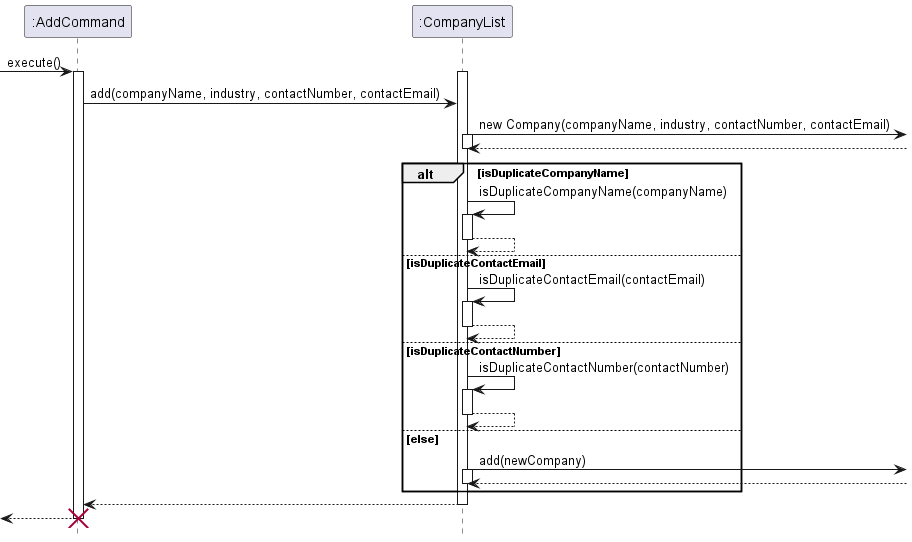 :AddCommand
:CompanyList
execute()
add(companyName, industry, contactNumber, contactEmail)
new Company(companyName, industry, contactNumber, contactEmail)
alt
[isDuplicateCompanyName]
isDuplicateCompanyName(companyName)
[isDuplicateContactEmail]
isDuplicateContactEmail(contactEmail)
[isDuplicateContactNumber]
isDuplicateContactNumber(contactNumber)
[else]
add(newCompany)